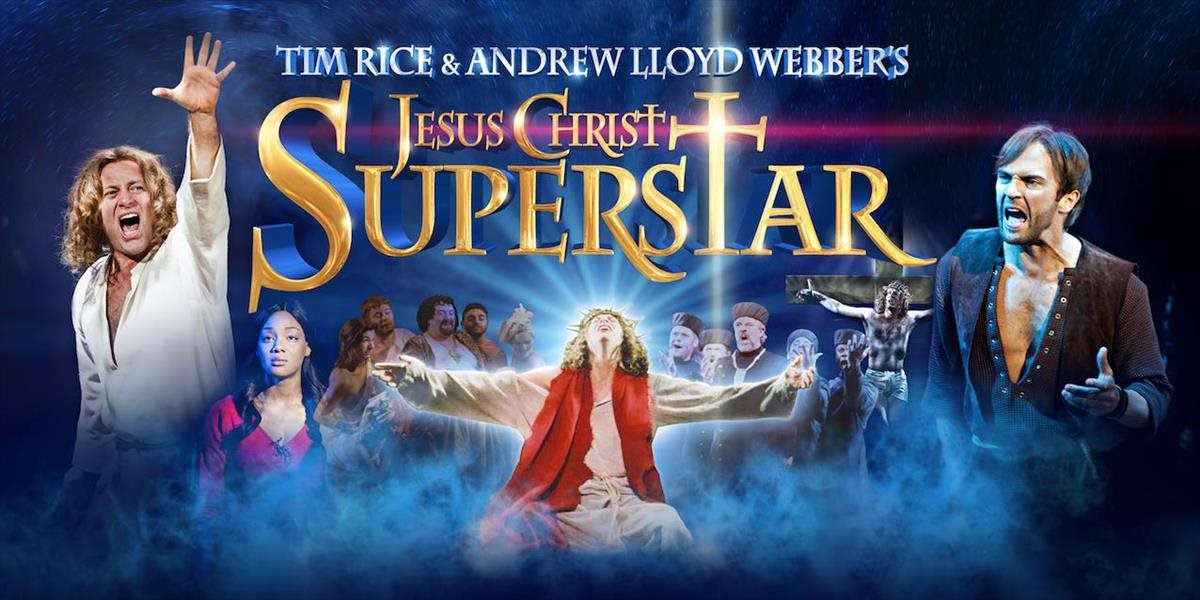 TIM RICE & ANDREW LLOYD WEBBER'S
JESUS CHRIST
SUPERSTAR